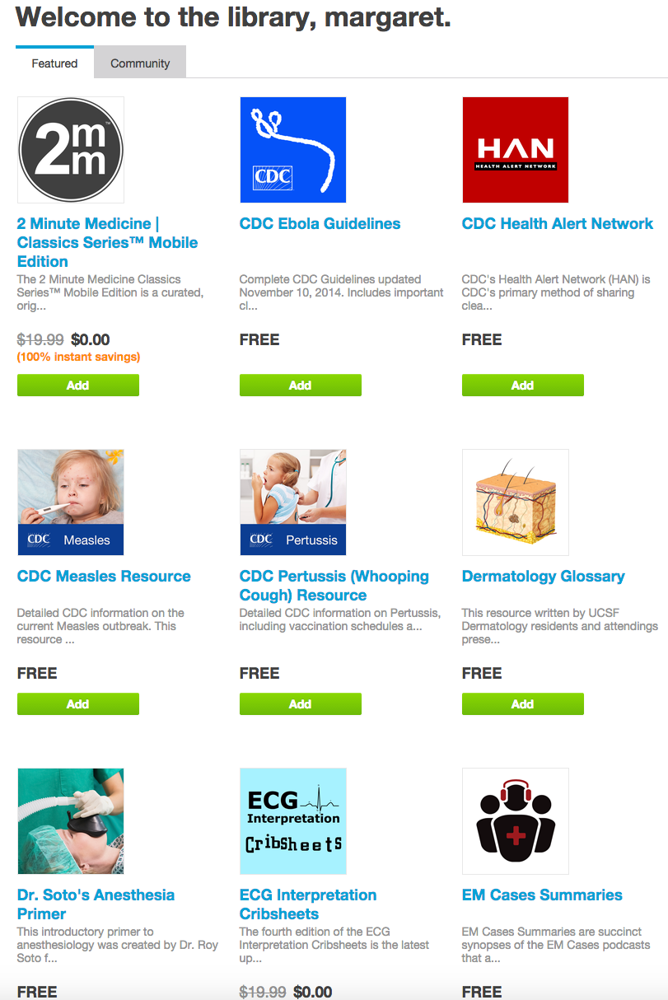 Welcome to the library, margaret.
Featured
Community
2mm™
CDC
HAN
HEALTH ALERT NETWORK
2 Minute Medicine |
Classics Series™ Mobile
Edition
The 2 Minute Medicine Classics
Series™ Mobile Edition is a curated,
orig...
$19.99 $0.00
(100% instant savings)
Add
CDC Ebola Guidelines
Complete CDC Guidelines updated
November 10, 2014. Includes important
cl...
FREE
Add
CDC Health Alert Network
CDC's Health Alert Network (HAN) is
CDC's primary method of sharing
clea...
FREE
Add
CDC Measles
CDC Measles Resource
Detailed CDC information on the
current Measles outbreak. This
resource ...
FREE
Add
CDC Pertussis
CDC Pertussis (Whooping
Cough) Resource
Detailed CDC information on Pertussis,
including vaccination schedules a...
FREE
Add
Dermatology Glossary
This resource written by UCSF
Dermatology residents and attendings
prese...
FREE
Add
Dr. Soto's Anesthesia
Primer
This introductory primer to
anesthesiology was created by Dr. Roy
Soto f...
FREE
ECG
Interpretation
Cribsheets
ECG Interpretation
Cribsheets
The fourth edition of the ECG
Interpretation Cribsheets is the latest
up...
$19.99 $0.00
EM Cases Summaries
EM Cases Summaries are succinct
synopses of the EM Cases podcasts
that a...
FREE